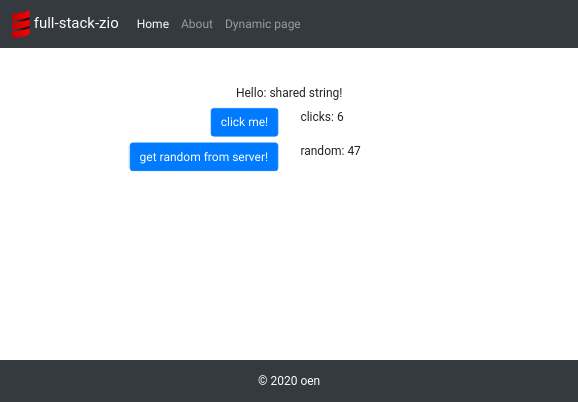 full-stack-zio Home About Dynamic page
Hello: shared string!
click me! clicks: 6
get random from server! random: 47
© 2020 oen